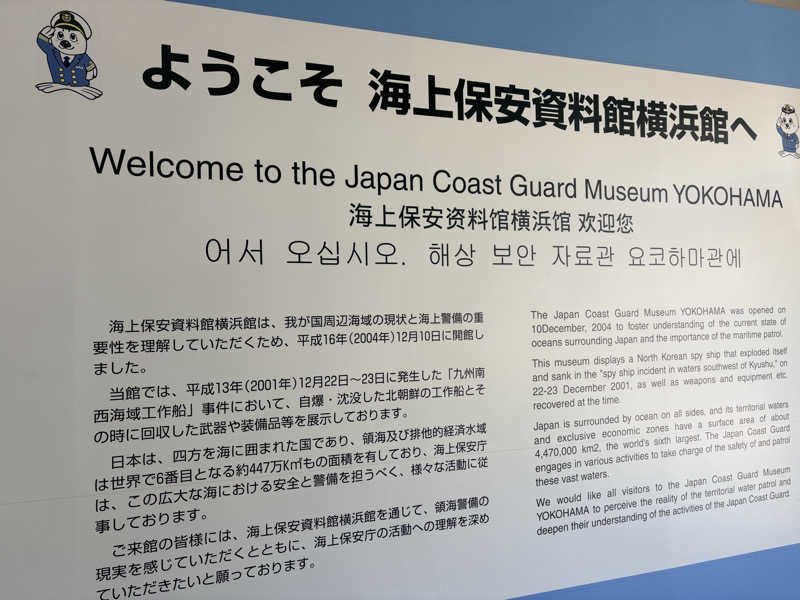 ようこそ 海上保安資料館横浜館へ
Welcome to the Japan Coast Guard Museum YOKOHAMA
海上保安资料馆横滨馆 欢迎您
어서 오십시오. 해상 보안 자료관 요코하마관에
海上保安資料館横浜館は、我が国周辺海域の現状と海上警備の重
要性を理解していただくため、平成16年(2004年)12月10日に開館し
ました。
当館では、平成13年(2001年)12月22日～23日に発生した「九州南
西海域工作船」事件において、自爆・沈没した北朝鮮の工作船とそ
の時に回収した武器や装備品等を展示しております。
日本は、四方を海に囲まれた国であり、領海及び排他的経済水域
は世界で6番目となる約447万K㎡もの面積を有しており、海上保安庁
は、この広大な海における安全と警備を担うべく、様々な活動に従
事しております。
ご来館の皆様には、海上保安資料館横浜館を通じて、領海警備の
現実を感じていただくとともに、海上保安庁の活動への理解を深め
ていただきたいと願っております。
The Japan Coast Guard Museum YOKOHAMA was opened on
10December, 2004 to foster understanding of the current state of
oceans surrounding Japan and the importance of the maritime patrol.
This museum displays a North Korean spy ship that exploded itself
and sank in the "spy ship incident in waters southwest of Kyushu," on
22-23 December 2001, as well as weapons and equipment etc.
recovered at the time.
Japan is surrounded by ocean on all sides, and its territorial waters
and exclusive economic zones have a surface area of about
4,470,000 km2, the world's sixth largest. The Japan Coast Guard
engages in various activities to take charge of the safety of and patrol
these vast waters.
We would like all visitors to the Japan Coast Guard Museum
YOKOHAMA to perceive the reality of the territorial water patrol and
deepen their understanding of the activities of the Japan Coast Guard.